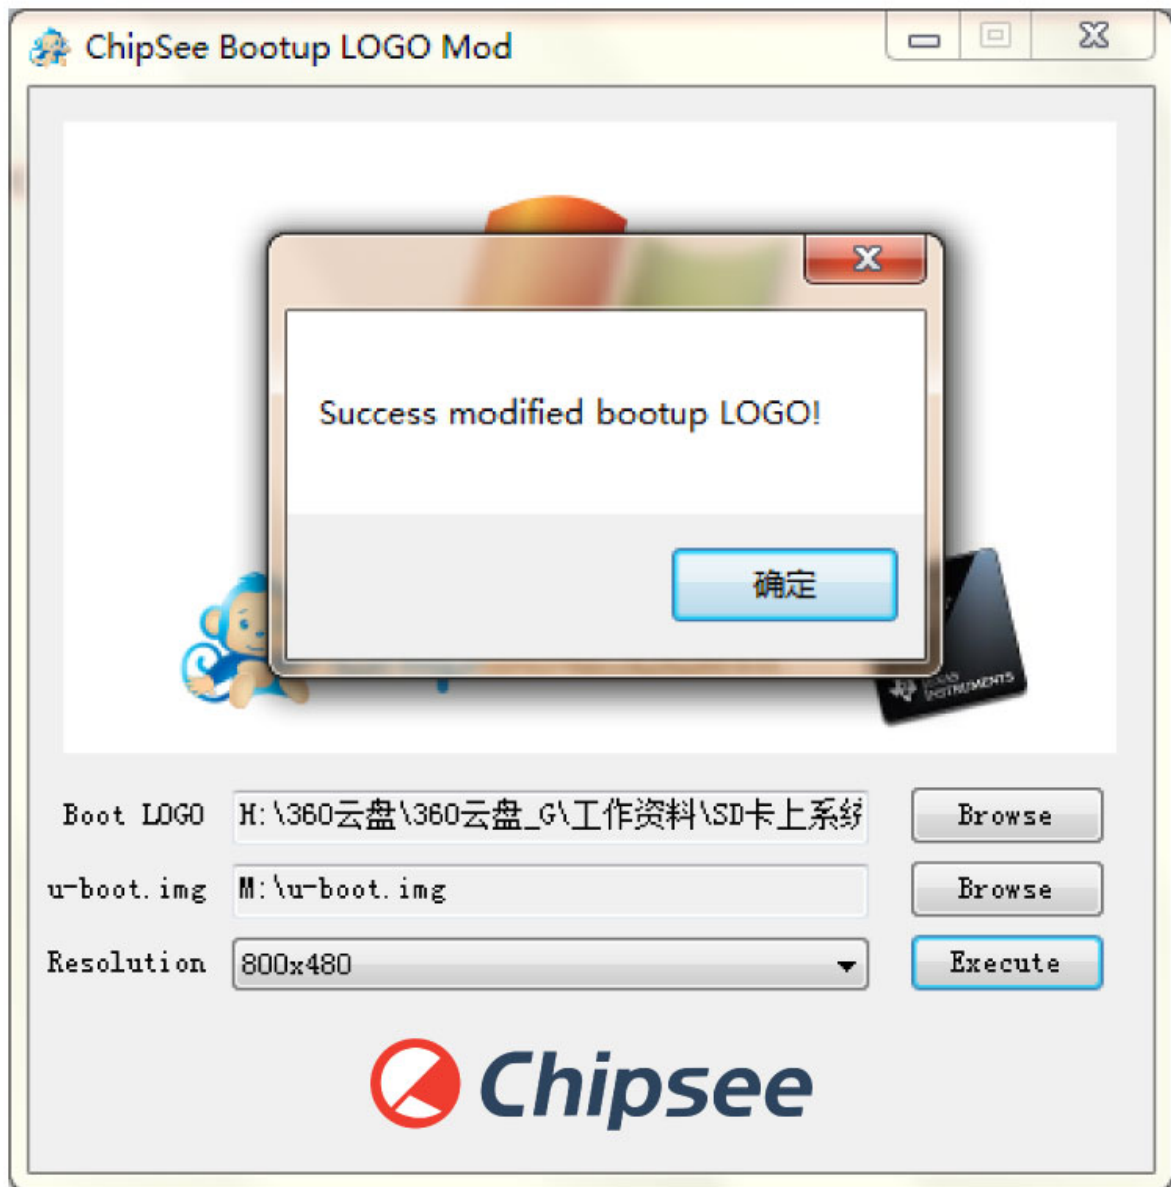 ChipSee Bootup LOGO Mod
Success modified bootup LOGO!
确定
INSTRUMENTS
Boot LOGO H:\360云盘\360云盘_G\工作资料\SD卡上系统 Browse
u-boot.img M:\u-boot.img Browse
Resolution 800x480 Execute
Chipsee